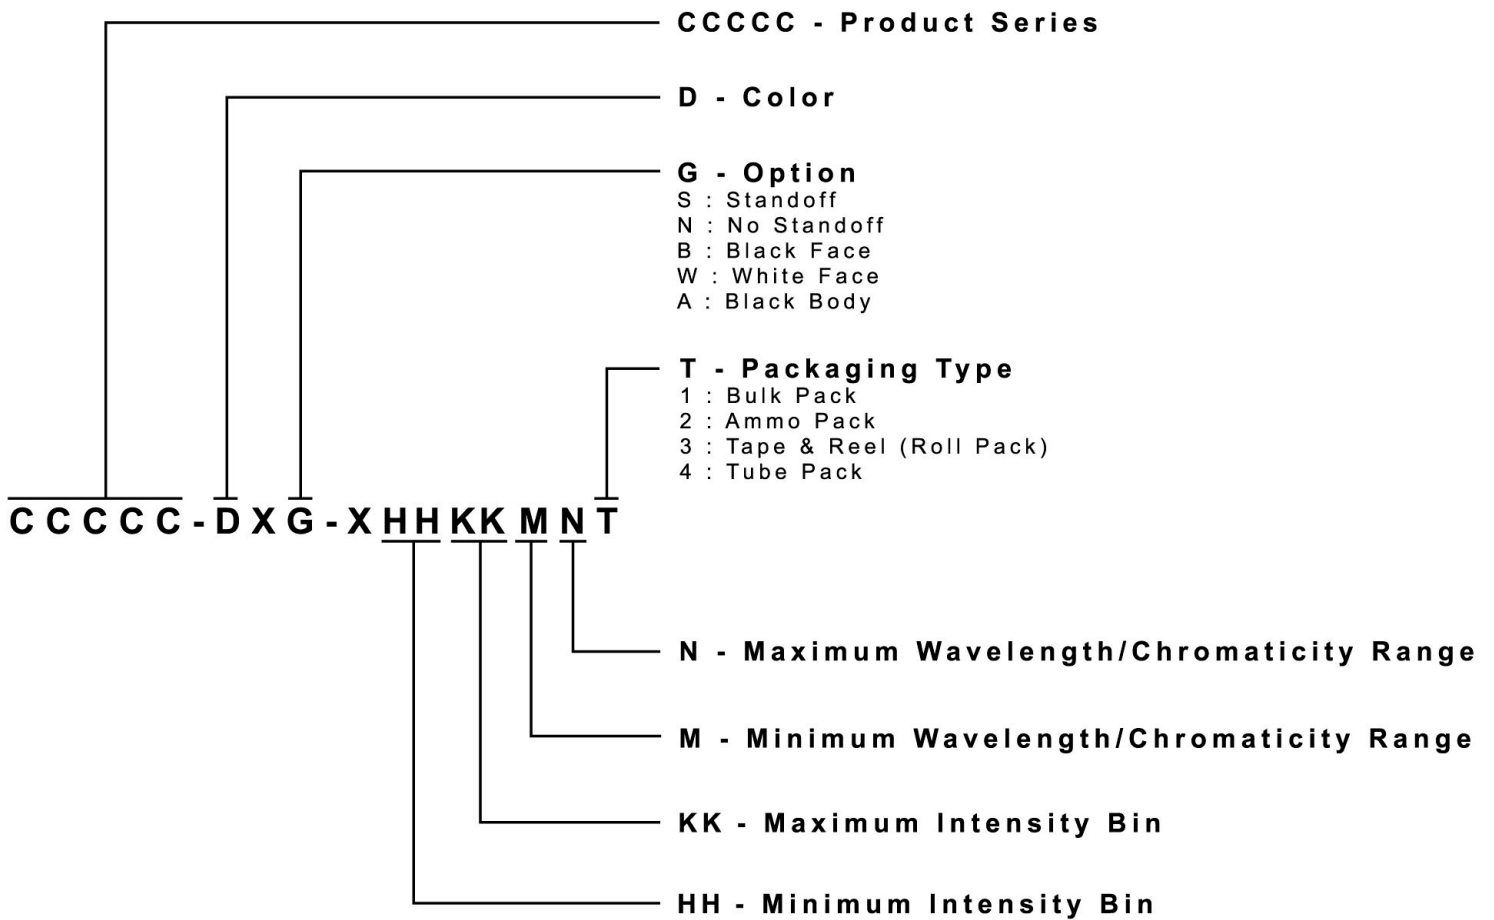 CCCCC - Product Series
D - Color
G - Option
S : Standoff
N : No Standoff
B : Black Face
W : White Face
A : Black Body
T - Packaging Type
1 : Bulk Pack
2 : Ammo Pack
3 : Tape & Reel (Roll Pack)
4 : Tube Pack
CCCCC-DXG-XHHKKMNT
N - Maximum Wavelength/Chromaticity Range
M - Minimum Wavelength/Chromaticity Range
KK - Maximum Intensity Bin
HH - Minimum Intensity Bin